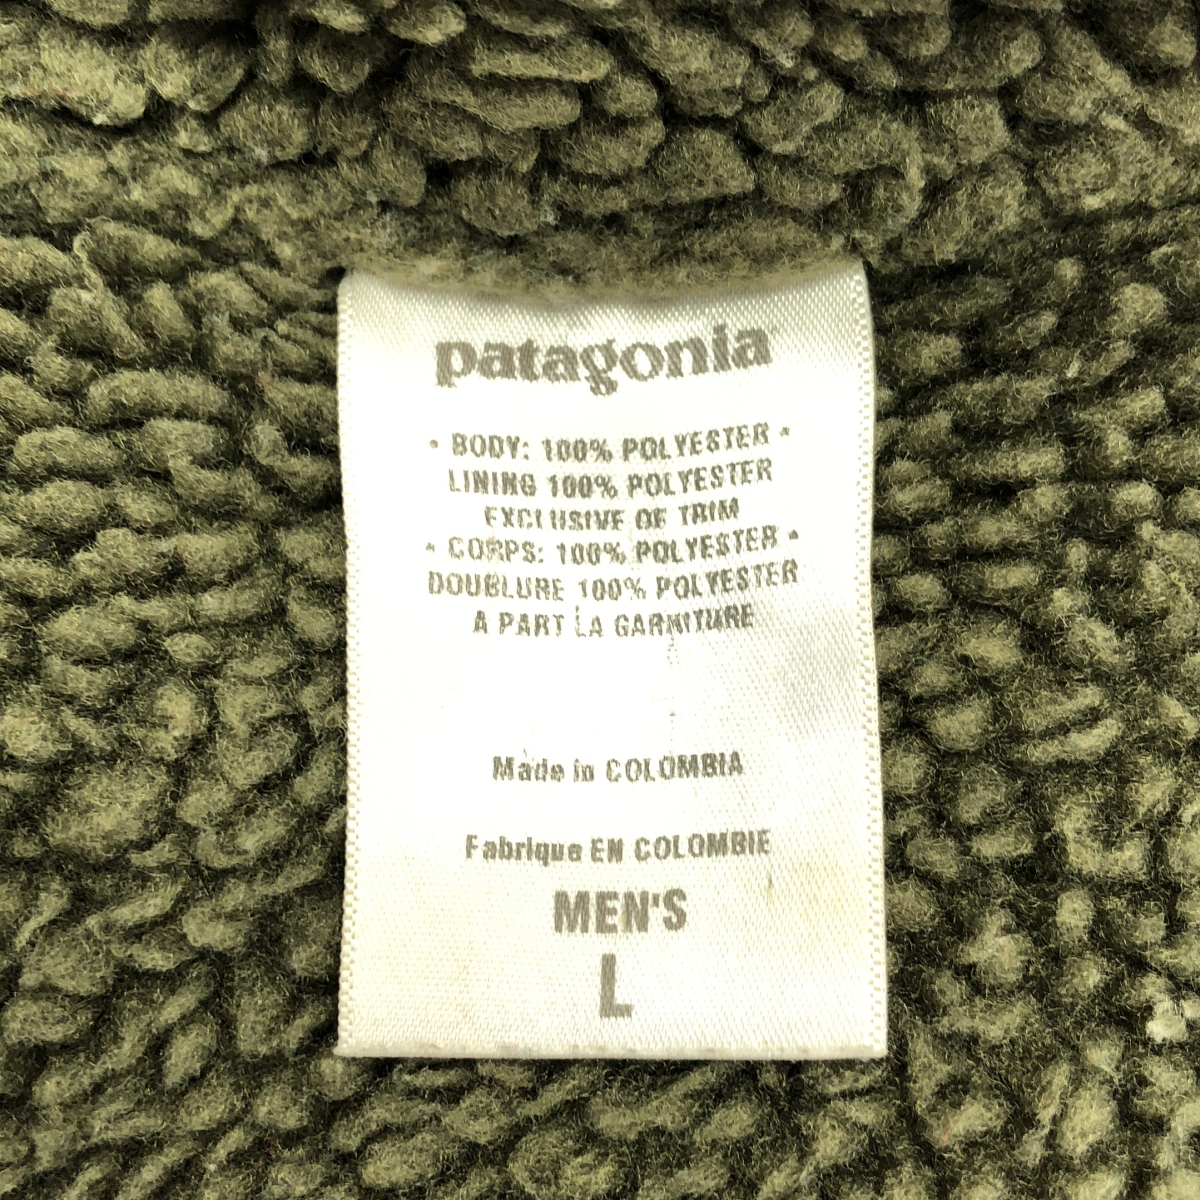 patagonia
• BODY: 100% POLYESTER •
LINING 100% POLYESTER
EXCLUSIVE OF TRIM
• CORPS: 100% POLYESTER •
DOUBLURE 100% POLYESTER
A PART LA GARNITURE
Made in COLOMBIA
Fabrique EN COLOMBIE
MEN'S
L